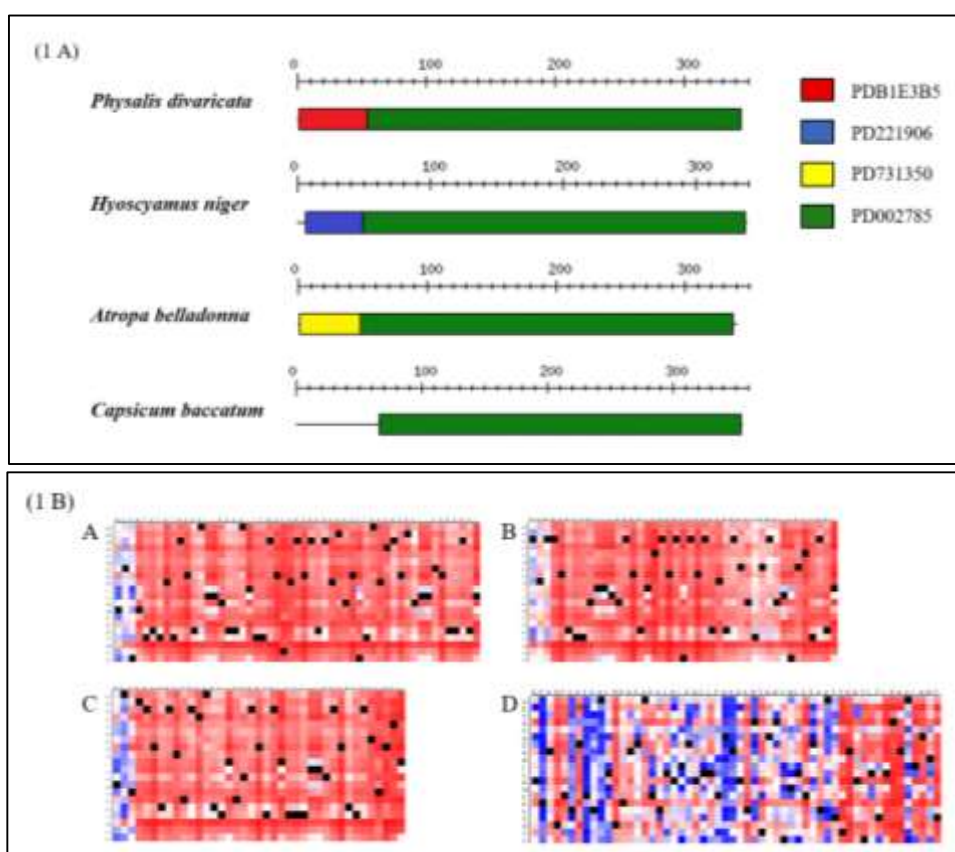 (1 A)
0 100 200 300
Physalis divaricata
0 100 200 300
Hyoscyamus niger
0 100 200 300
Atropa belladonna
0 100 200 300
Capsicum baccatum
PDB1E3B5
PD221906
PD731350
PD002785
(1 B)
A
B
C
D